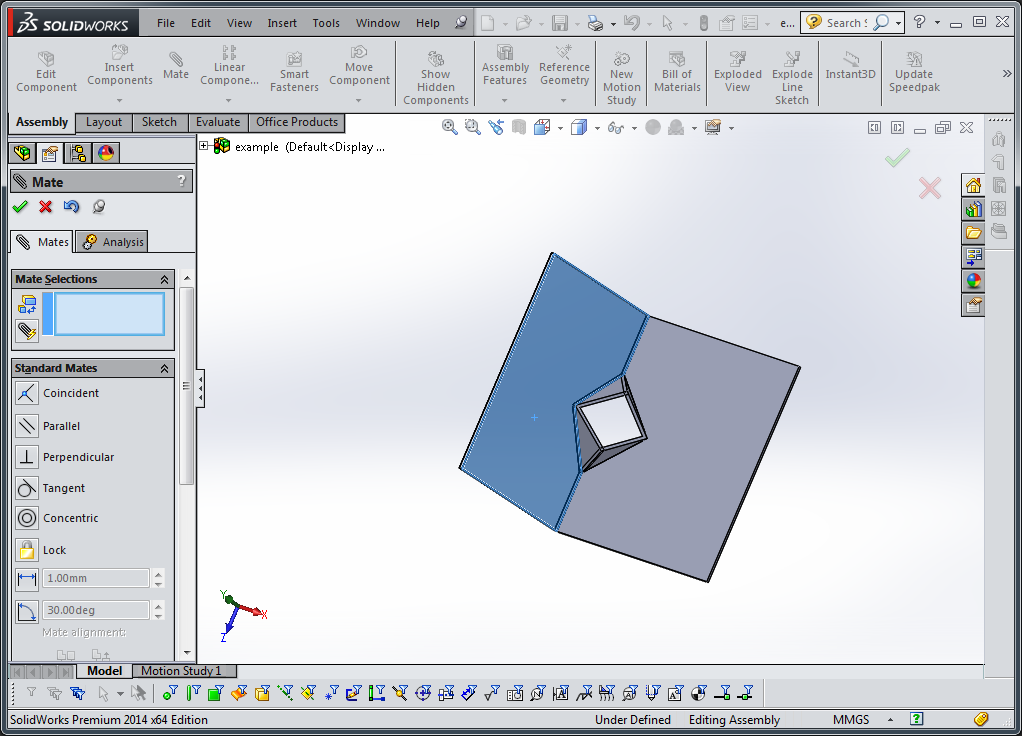 SOLIDWORKS File Edit View Insert Tools Window Help e... Search S ?
Edit Component
Insert Components
Mate
Linear Compone...
Smart Fasteners
Move Component
Show Hidden Components
Assembly Features
Reference Geometry
New Motion Study
Bill of Materials
Exploded View
Explode Line Sketch
Instant3D
Update Speedpak
Assembly Layout Sketch Evaluate Office Products
example (Default<Display ...
Mate ?
Mates Analysis
Mate Selections
Standard Mates
Coincident
Parallel
Perpendicular
Tangent
Concentric
Lock
1.00mm
30.00deg
Mate alignment:
Y
X
Z
Model Motion Study 1
SolidWorks Premium 2014 x64 Edition Under Defined Editing Assembly MMGS ?